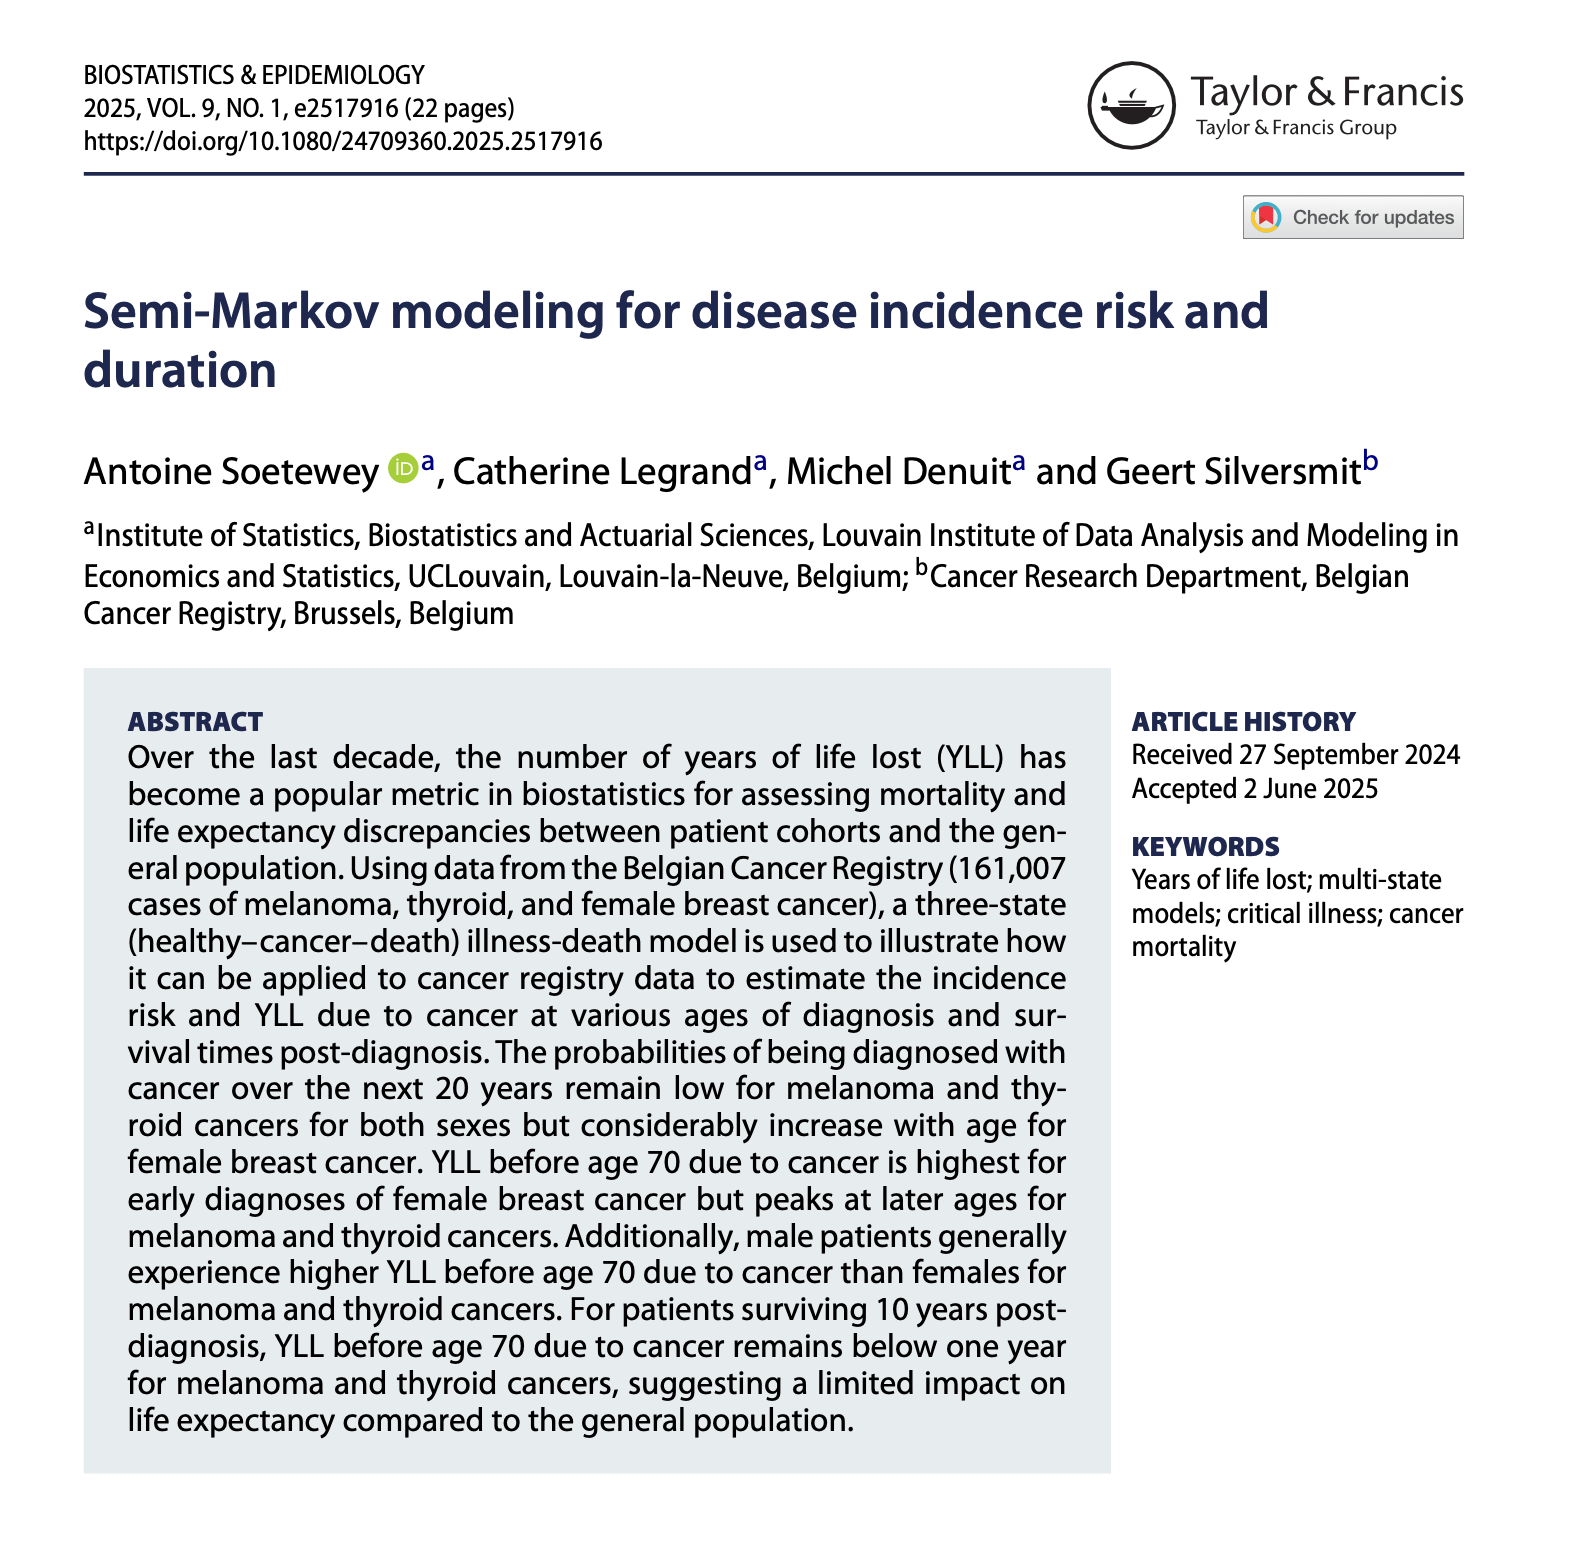 BIOSTATISTICS & EPIDEMIOLOGY
2025, VOL. 9, NO. 1, e2517916 (22 pages)
https://doi.org/10.1080/24709360.2025.2517916
Taylor & Francis
Taylor & Francis Group
Check for updates
Semi-Markov modeling for disease incidence risk and
duration
Antoine Soetewey iD a, Catherine Legrand a, Michel Denuit a and Geert Silversmit b
a Institute of Statistics, Biostatistics and Actuarial Sciences, Louvain Institute of Data Analysis and Modeling in
Economics and Statistics, UCLouvain, Louvain-la-Neuve, Belgium; b Cancer Research Department, Belgian
Cancer Registry, Brussels, Belgium
ABSTRACT
Over the last decade, the number of years of life lost (YLL) has
become a popular metric in biostatistics for assessing mortality and
life expectancy discrepancies between patient cohorts and the gen-
eral population. Using data from the Belgian Cancer Registry (161,007
cases of melanoma, thyroid, and female breast cancer), a three-state
(healthy–cancer–death) illness-death model is used to illustrate how
it can be applied to cancer registry data to estimate the incidence
risk and YLL due to cancer at various ages of diagnosis and sur-
vival times post-diagnosis. The probabilities of being diagnosed with
cancer over the next 20 years remain low for melanoma and thy-
roid cancers for both sexes but considerably increase with age for
female breast cancer. YLL before age 70 due to cancer is highest for
early diagnoses of female breast cancer but peaks at later ages for
melanoma and thyroid cancers. Additionally, male patients generally
experience higher YLL before age 70 due to cancer than females for
melanoma and thyroid cancers. For patients surviving 10 years post-
diagnosis, YLL before age 70 due to cancer remains below one year
for melanoma and thyroid cancers, suggesting a limited impact on
life expectancy compared to the general population.
ARTICLE HISTORY
Received 27 September 2024
Accepted 2 June 2025
KEYWORDS
Years of life lost; multi-state
models; critical illness; cancer
mortality